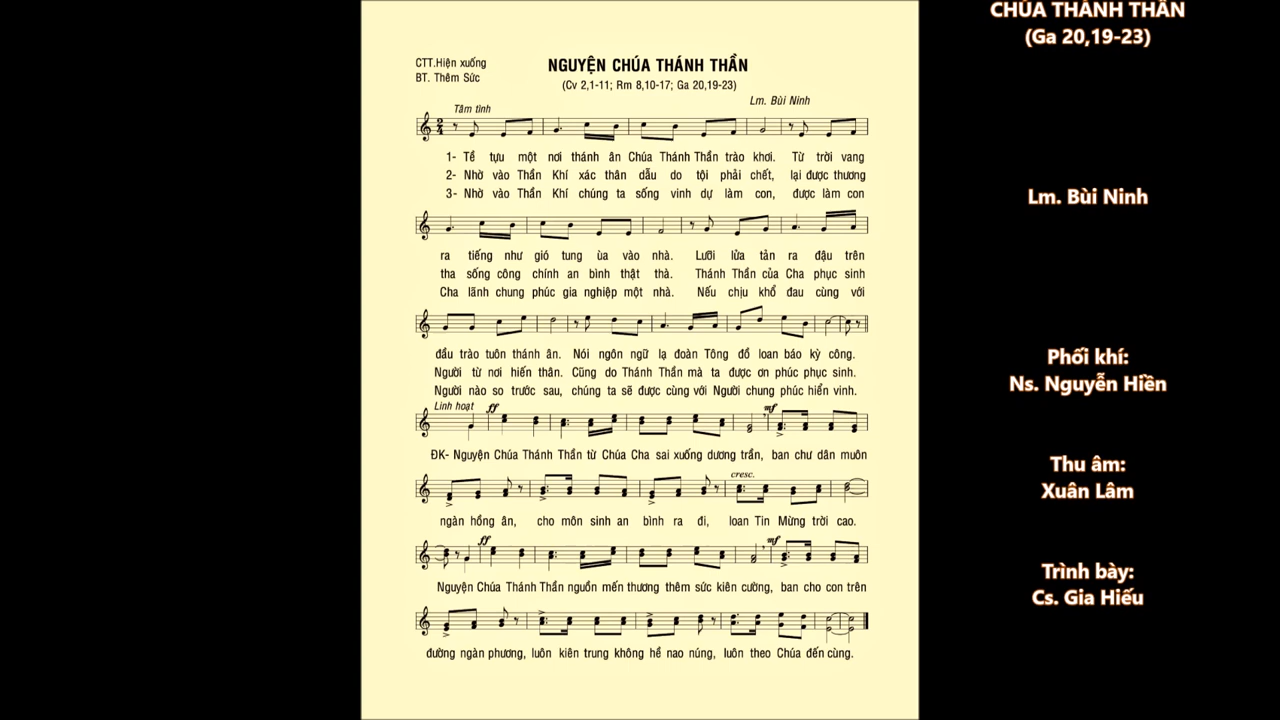 CTT.Hiện xuống
BT. Thêm Sức
NGUYỆN CHÚA THÁNH THẦN
(Cv 2,1-11; Rm 8,10-17; Ga 20,19-23)
Lm. Bùi Ninh
Tâm tình
1- Tề tựu một nơi thánh ân Chúa Thánh Thần trào khơi. Từ trời vang
2- Nhờ vào Thần Khí xác thân dẫu do tội phải chết, lại được thương
3- Nhờ vào Thần Khí chúng ta sống vinh dự làm con, được làm con
ra tiếng như gió tung ùa vào nhà. Lưỡi lửa tản ra đậu trên
tha sống công chính an bình thật thà. Thánh Thần của Cha phục sinh
Cha lãnh chung phúc gia nghiệp một nhà. Nếu chịu khổ đau cùng với
đầu trào tuôn thánh ân. Nói ngôn ngữ lạ đoàn Tông đồ loan báo kỳ công.
Người từ nơi hiến thân. Cũng do Thánh Thần mà ta được ơn phúc phục sinh.
Người nào so trước sau, chúng ta sẽ được cùng với Người chung phúc hiển vinh.
Linh hoạt ff mf
ĐK- Nguyện Chúa Thánh Thần từ Chúa Cha sai xuống dương trần, ban chư dân muôn
cresc.
ngàn hồng ân, cho môn sinh an bình ra đi, loan Tin Mừng trời cao.
ff mf
Nguyện Chúa Thánh Thần nguồn mến thương thêm sức kiên cường, ban cho con trên
đường ngàn phương, luôn kiên trung không hề nao núng, luôn theo Chúa đến cùng.
CHÚA THÁNH THẦN
(Ga 20,19-23)
Lm. Bùi Ninh
Phối khí:
Ns. Nguyễn Hiền
Thu âm:
Xuân Lâm
Trình bày:
Cs. Gia Hiếu